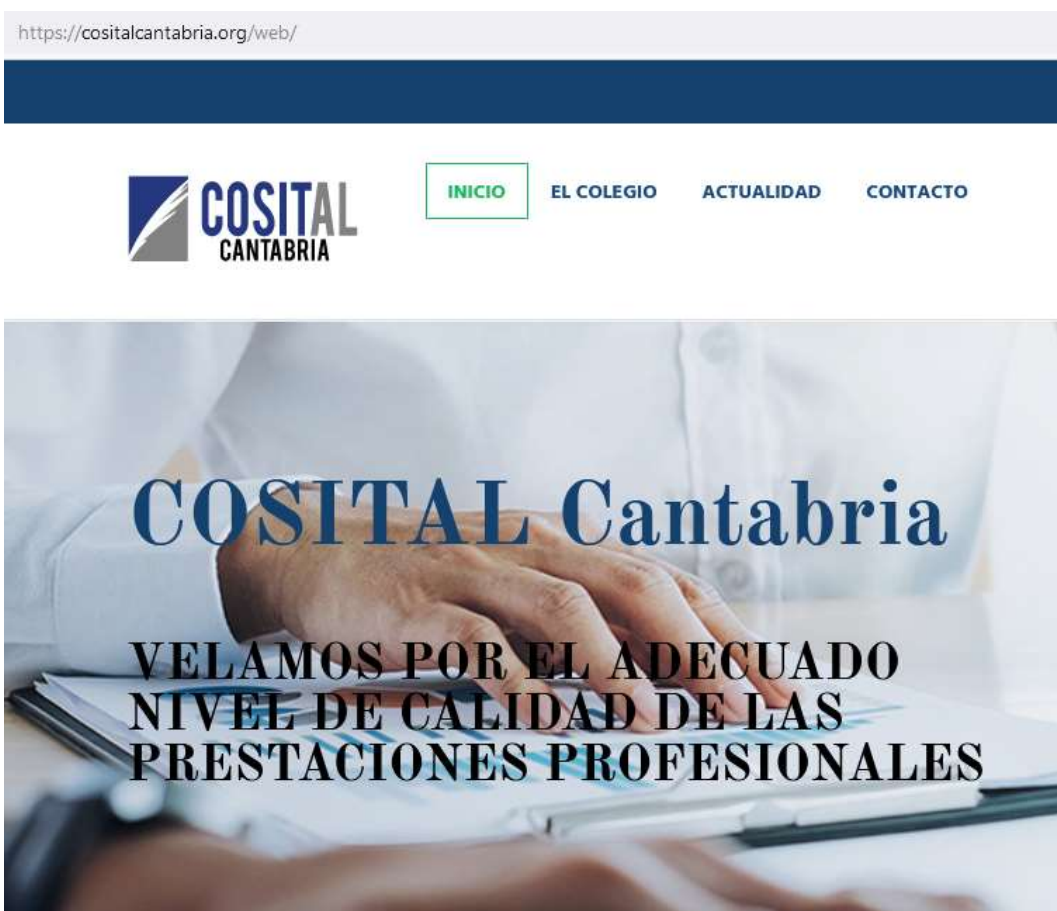 https://cositalcantabria.org/web/
COSITAL
CANTABRIA
INICIO EL COLEGIO ACTUALIDAD CONTACTO
COSITAL Cantabria
VELAMOS POR EL ADECUADO
NIVEL DE CALIDAD DE LAS
PRESTACIONES PROFESIONALES